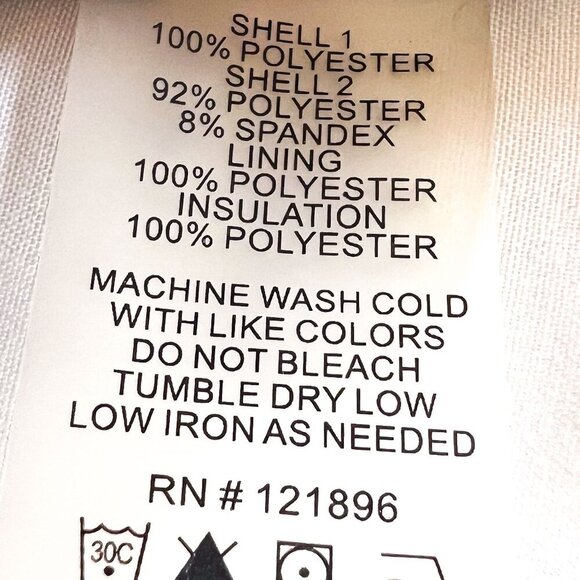 SHELL 1
100% POLYESTER
SHELL 2
92% POLYESTER
8% SPANDEX
LINING
100% POLYESTER
INSULATION
100% POLYESTER
MACHINE WASH COLD
WITH LIKE COLORS
DO NOT BLEACH
TUMBLE DRY LOW
LOW IRON AS NEEDED
RN # 121896
30C